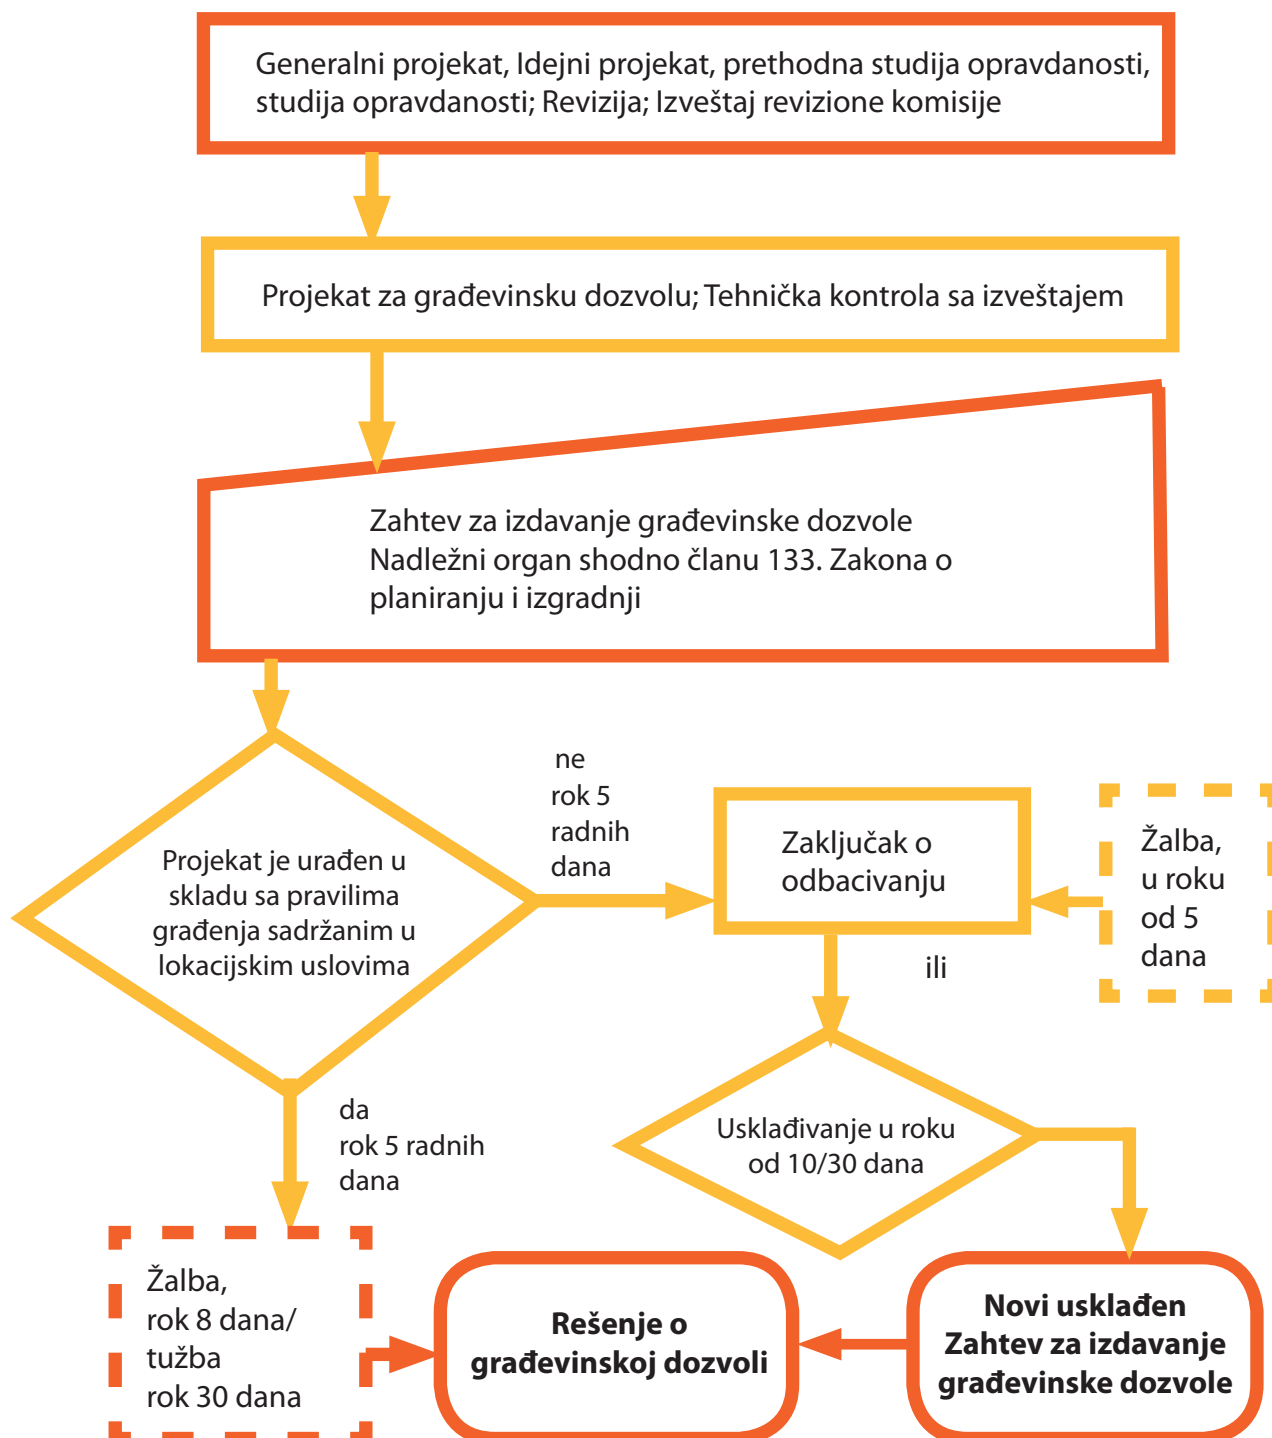 Generalni projekat, Idejni projekat, prethodna studija opravdanosti,
studija opravdanosti; Revizija; Izveštaj revizione komisije
Projekat za građevinsku dozvolu; Tehnička kontrola sa izveštajem
Zahtev za izdavanje građevinske dozvole
Nadležni organ shodno članu 133. Zakona o
planiranju i izgradnji
Projekat je urađen u
skladu sa pravilima
građenja sadržanim u
lokacijskim uslovima
ne
rok 5
radnih
dana
Zaključak o
odbacivanju
Žalba,
u roku
od 5
dana
ili
da
rok 5 radnih
dana
Usklađivanje u roku
od 10/30 dana
Žalba,
rok 8 dana/
tužba
rok 30 dana
Rešenje o
građevinskoj dozvoli
Novi usklađen
Zahtev za izdavanje
građevinske dozvole